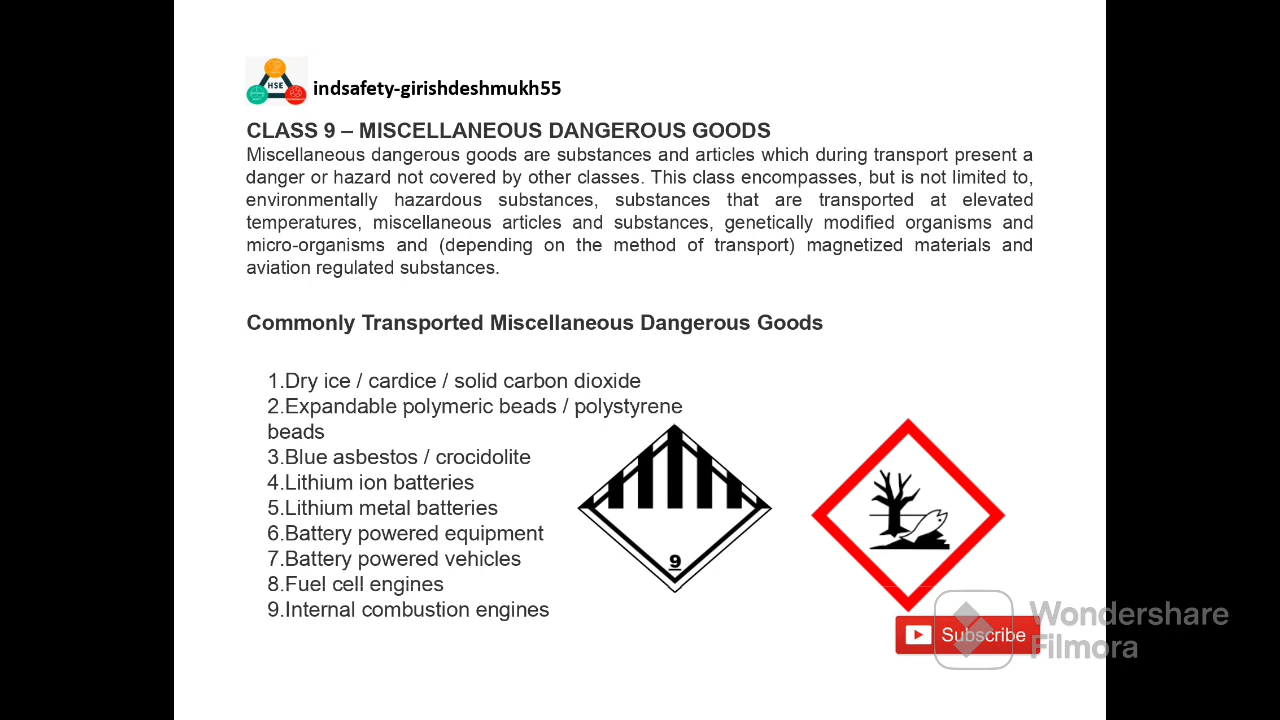 HSE
indsafety-girishdeshmukh55
CLASS 9 – MISCELLANEOUS DANGEROUS GOODS
Miscellaneous dangerous goods are substances and articles which during transport present a
danger or hazard not covered by other classes. This class encompasses, but is not limited to,
environmentally hazardous substances, substances that are transported at elevated
temperatures, miscellaneous articles and substances, genetically modified organisms and
micro-organisms and (depending on the method of transport) magnetized materials and
aviation regulated substances.
Commonly Transported Miscellaneous Dangerous Goods
1.Dry ice / cardice / solid carbon dioxide
2.Expandable polymeric beads / polystyrene
beads
3.Blue asbestos / crocidolite
4.Lithium ion batteries
5.Lithium metal batteries
6.Battery powered equipment
7.Battery powered vehicles
8.Fuel cell engines
9.Internal combustion engines
9
Subscribe
Wondershare
Filmora